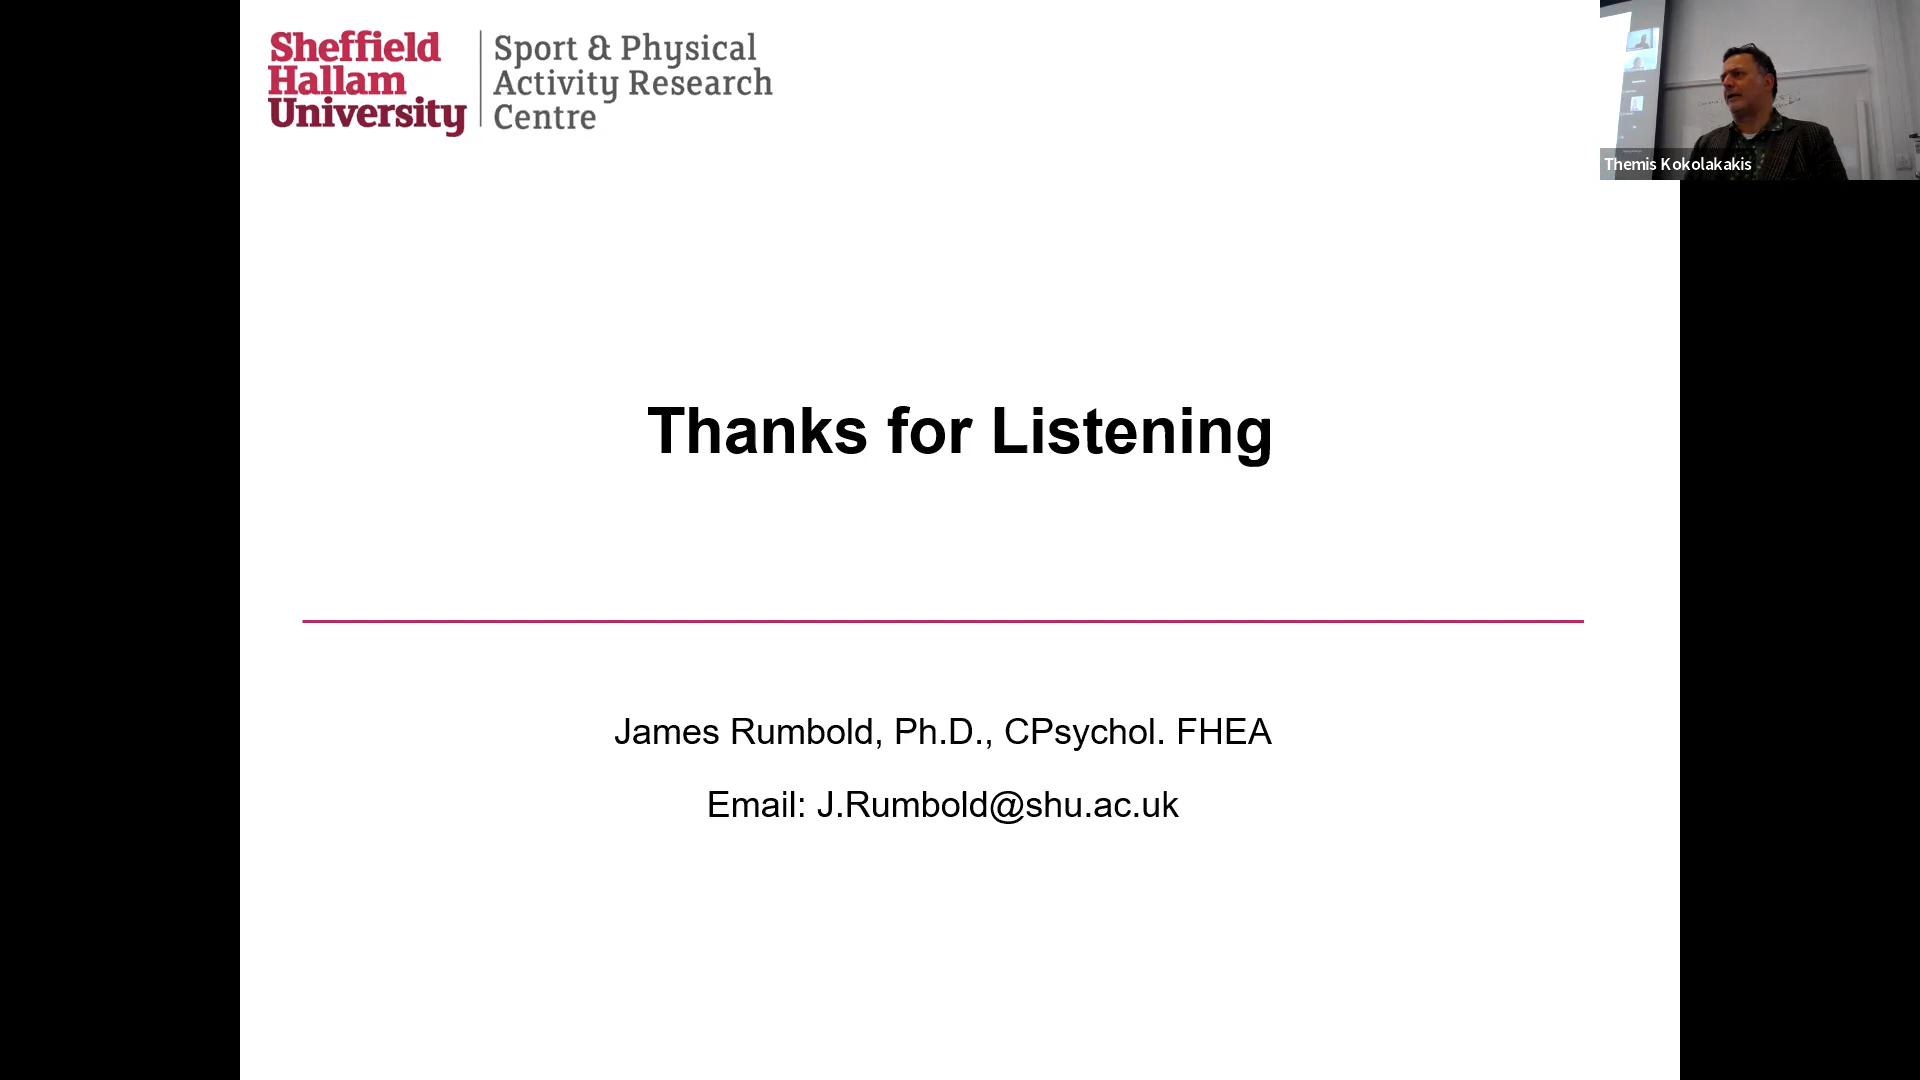 Sheffield
Hallam
University
Sport & Physical
Activity Research
Centre
Themis Kokolakakis
Thanks for Listening
James Rumbold, Ph.D., CPsychol. FHEA
Email: J.Rumbold@shu.ac.uk